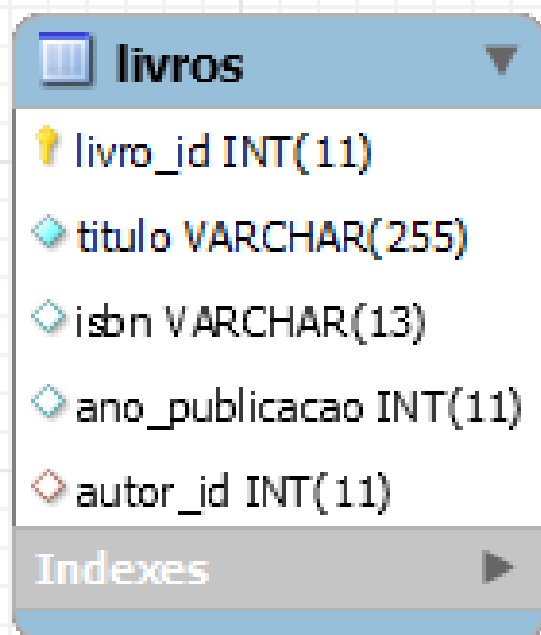 livros
livro_id INT(11)
titulo VARCHAR(255)
isbn VARCHAR(13)
ano_publicacao INT(11)
autor_id INT(11)
Indexes